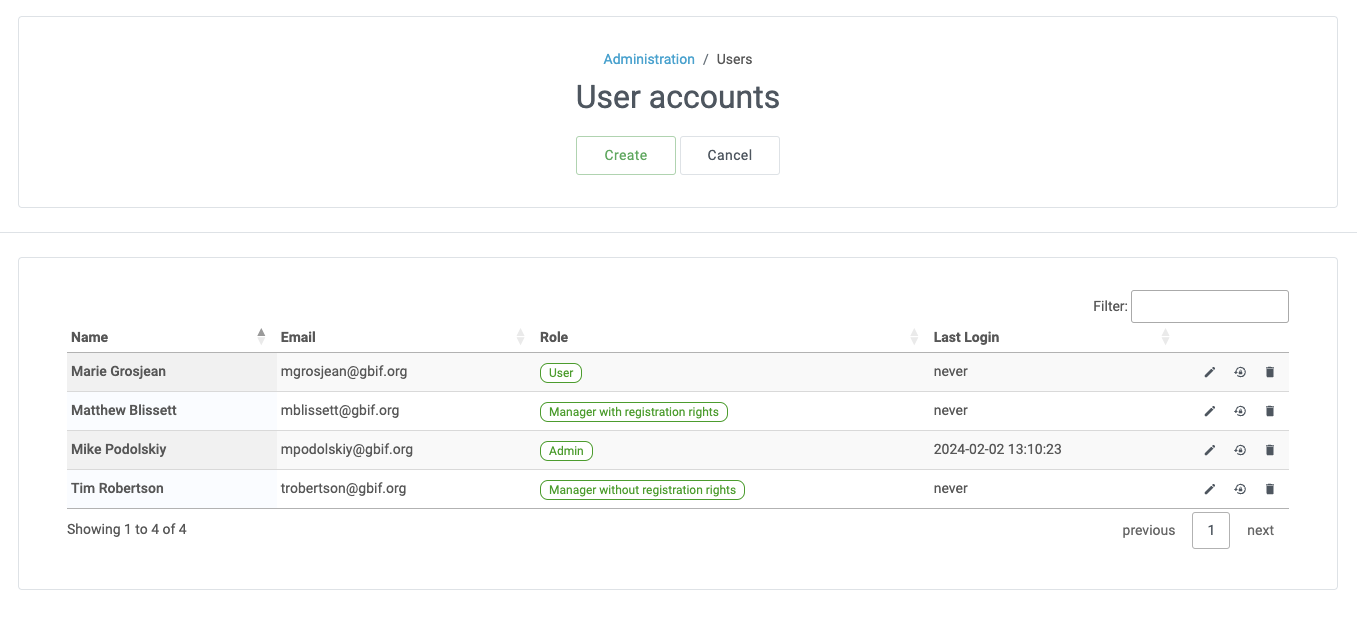 Administration / Users
User accounts
Create Cancel
Filter:
Name Email Role Last Login
Marie Grosjean mgrosjean@gbif.org User never
Matthew Blissett mblissett@gbif.org Manager with registration rights never
Mike Podolskiy mpodolskiy@gbif.org Admin 2024-02-02 13:10:23
Tim Robertson trobertson@gbif.org Manager without registration rights never
Showing 1 to 4 of 4 previous 1 next